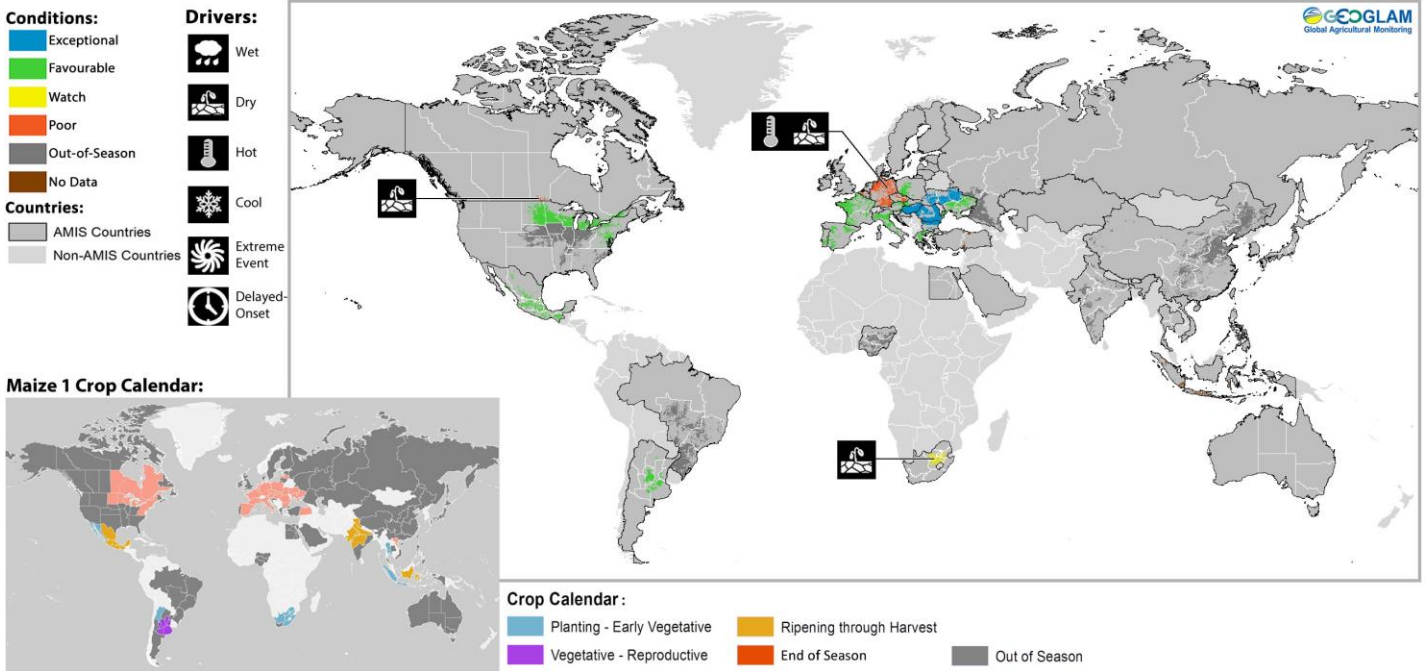 Conditions:
Exceptional
Favourable
Watch
Poor
Out-of-Season
No Data
Countries:
AMIS Countries
Non-AMIS Countries
Drivers:
Wet
Dry
Hot
Cool
Extreme
Event
Delayed-
Onset
GEOGLAM
Global Agricultural Monitoring
Maize 1 Crop Calendar:
Crop Calendar :
Planting - Early Vegetative
Ripening through Harvest
Vegetative - Reproductive
End of Season
Out of Season